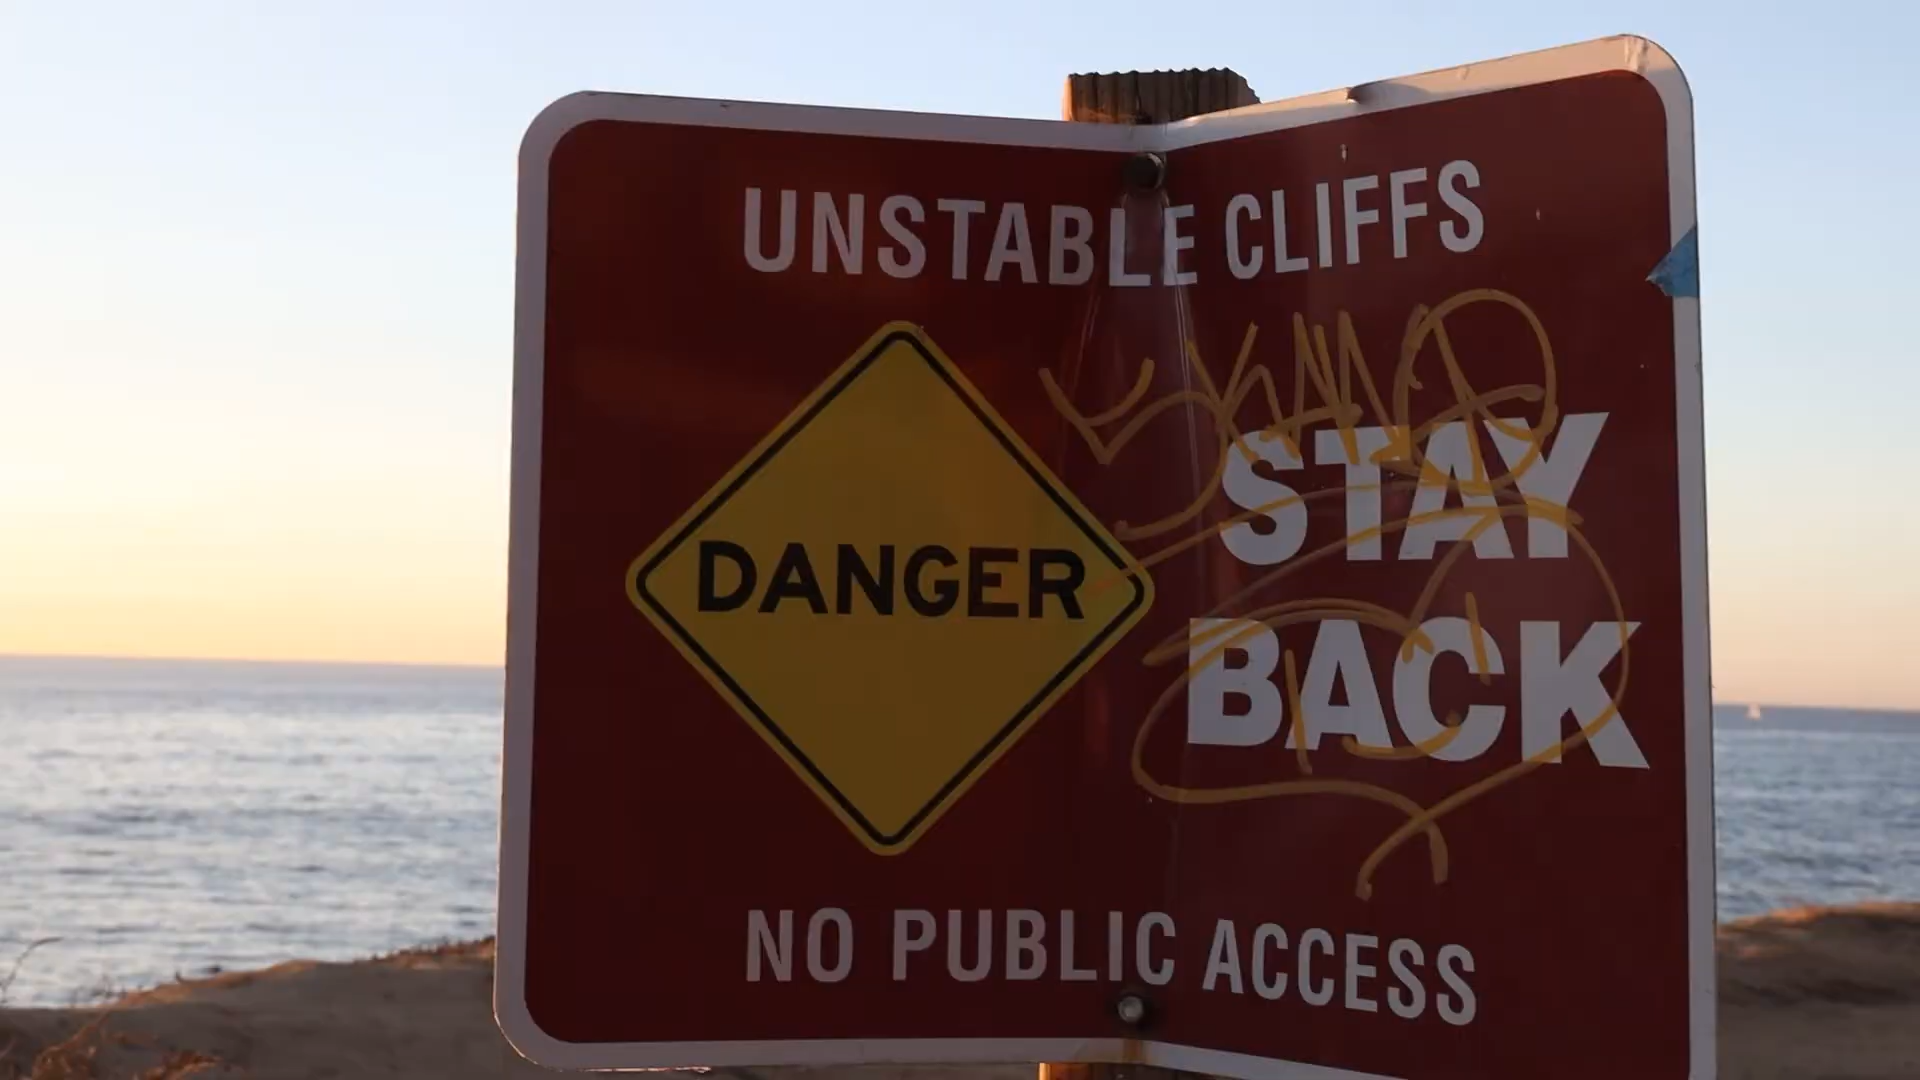 UNSTABLE CLIFFS
DANGER
STAY
BACK
NO PUBLIC ACCESS